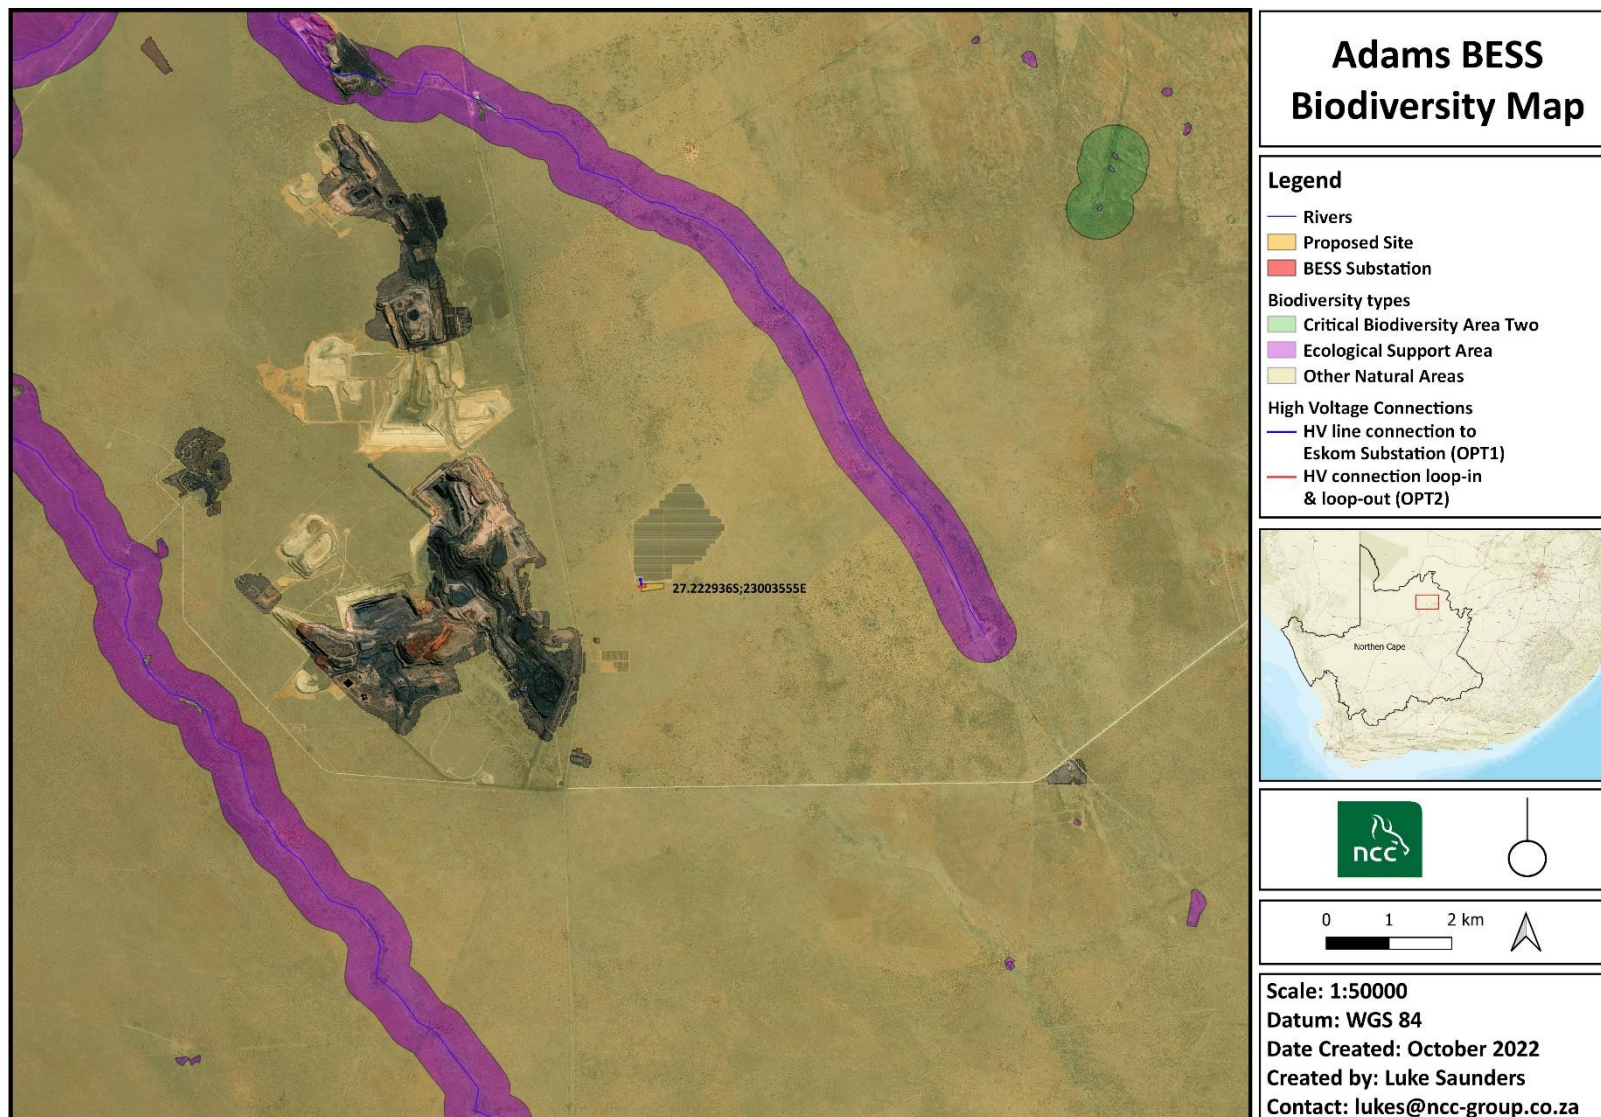 Adams BESS
Biodiversity Map
Legend
Rivers
Proposed Site
BESS Substation
Biodiversity types
Critical Biodiversity Area Two
Ecological Support Area
Other Natural Areas
High Voltage Connections
HV line connection to
Eskom Substation (OPT1)
HV connection loop-in
& loop-out (OPT2)
27.222936S;23003555E
Northen Cape
ncc
0 1 2 km
Scale: 1:50000
Datum: WGS 84
Date Created: October 2022
Created by: Luke Saunders
Contact: lukes@ncc-group.co.za